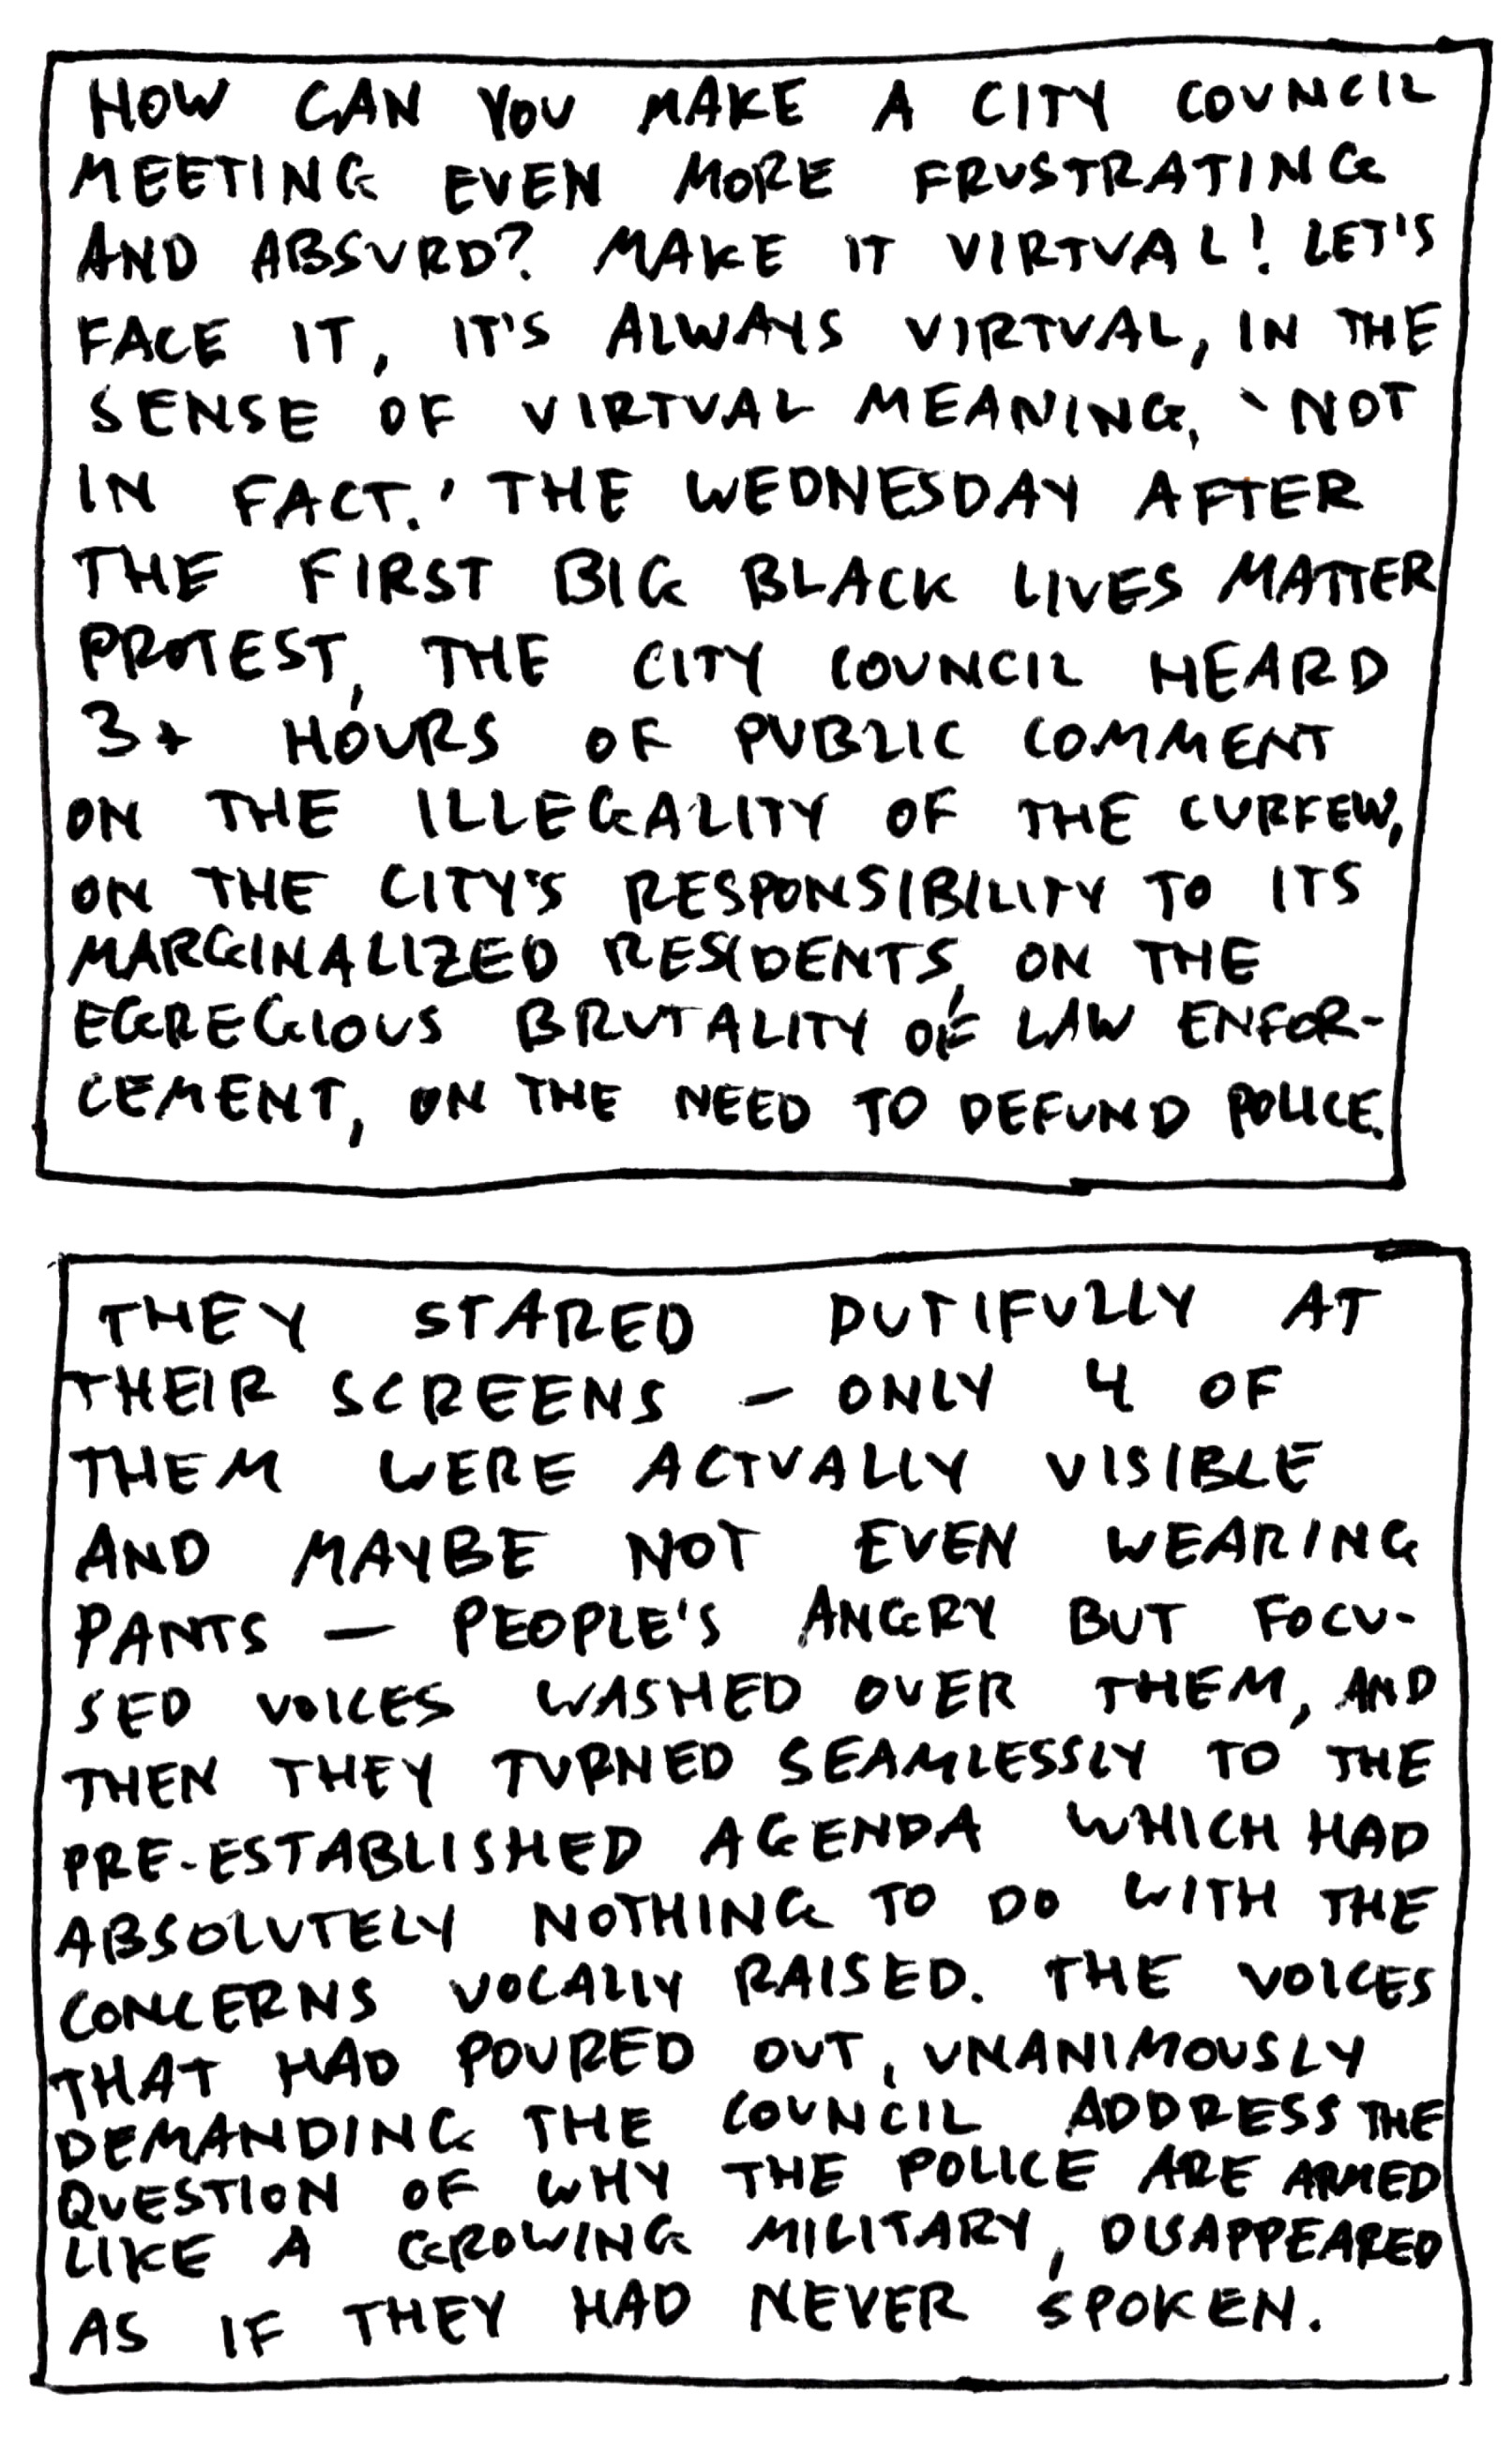 HOW CAN YOU MAKE A CITY COUNCIL
MEETING EVEN MORE FRUSTRATING
AND ABSURD? MAKE IT VIRTUAL! LET'S
FACE IT, IT'S ALWAYS VIRTUAL, IN THE
SENSE OF VIRTUAL MEANING, 'NOT
IN FACT.' THE WEDNESDAY AFTER
THE FIRST BIG BLACK LIVES MATTER
PROTEST, THE CITY COUNCIL HEARD
3+ HOURS OF PUBLIC COMMENT
ON THE ILLEGALITY OF THE CURFEW,
ON THE CITY'S RESPONSIBILITY TO ITS
MARGINALIZED RESIDENTS, ON THE
EGREGIOUS BRUTALITY OF LAW ENFOR-
CEMENT, ON THE NEED TO DEFUND POLICE.
THEY STARED DUTIFULLY AT
THEIR SCREENS – ONLY 4 OF
THEM WERE ACTUALLY VISIBLE
AND MAYBE NOT EVEN WEARING
PANTS – PEOPLE'S ANGRY BUT FOCU-
SED VOICES WASHED OVER THEM, AND
THEN THEY TURNED SEAMLESSLY TO THE
PRE-ESTABLISHED AGENDA WHICH HAD
ABSOLUTELY NOTHING TO DO WITH THE
CONCERNS VOCALLY RAISED. THE VOICES
THAT HAD POURED OUT, UNANIMOUSLY
DEMANDING THE COUNCIL ADDRESS THE
QUESTION OF WHY THE POLICE ARE ARMED
LIKE A GROWING MILITARY, DISAPPEARED
AS IF THEY HAD NEVER SPOKEN.